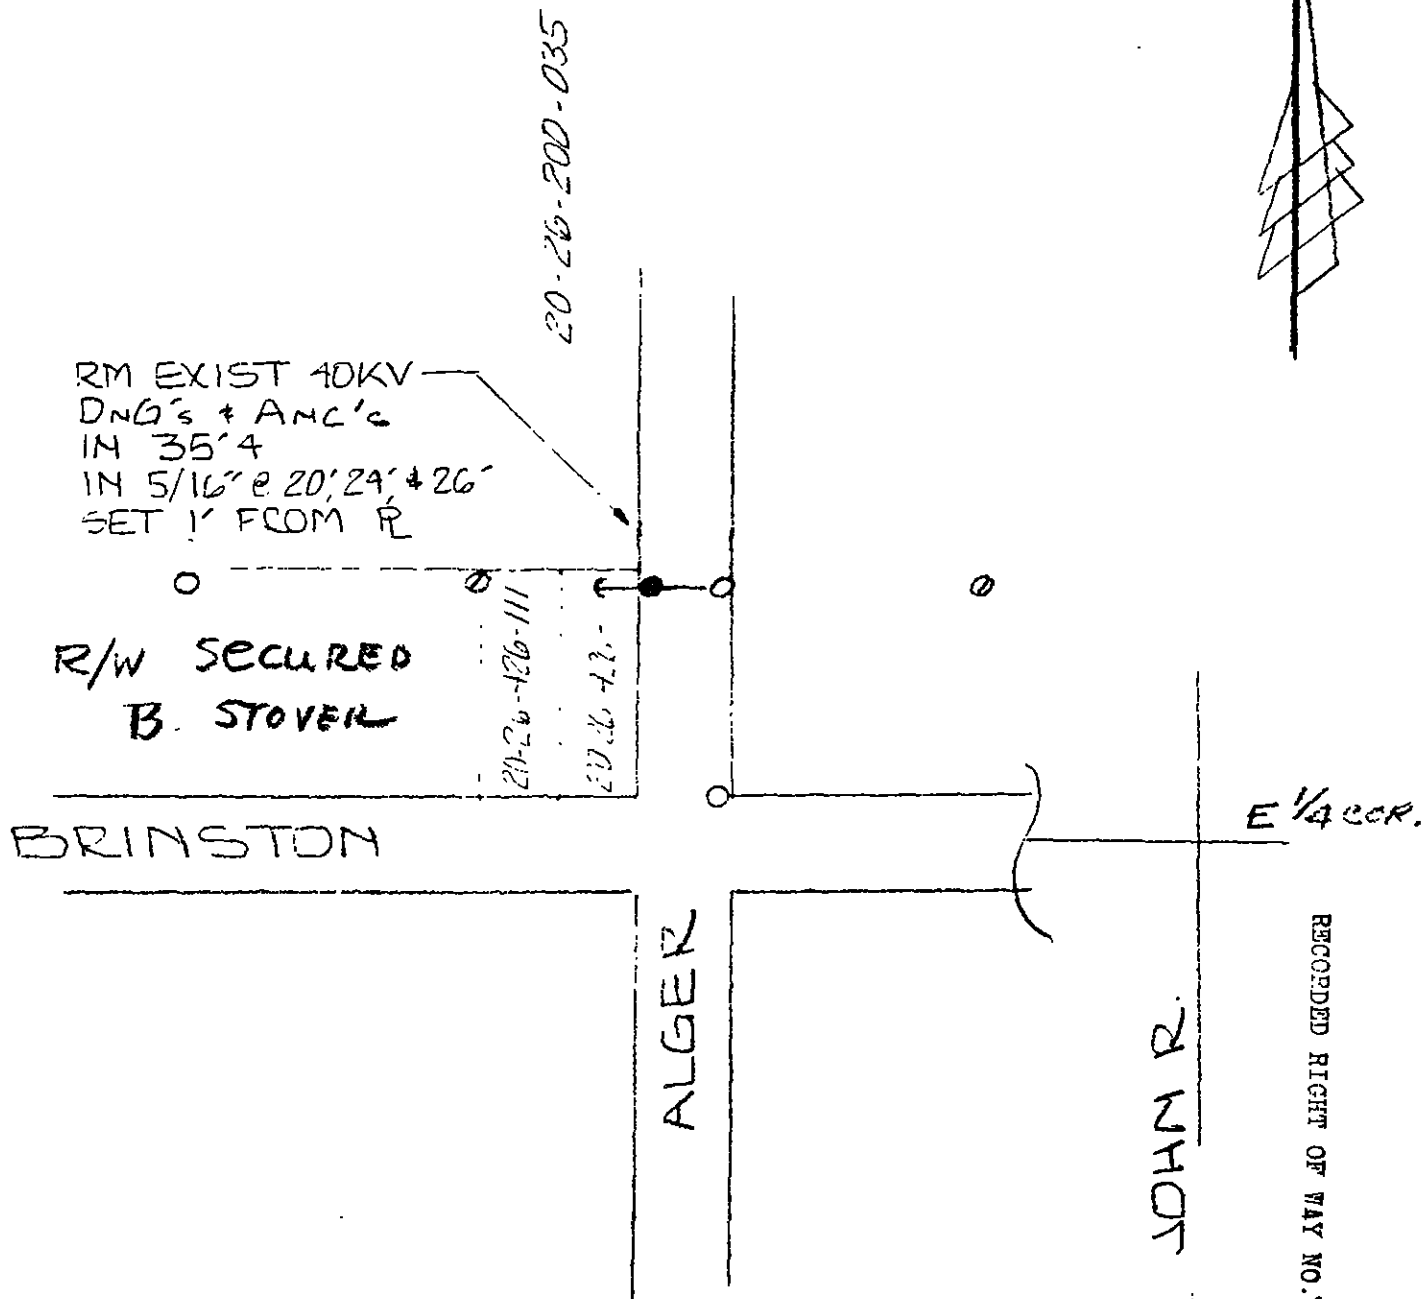 20-26-200-035
RM EXIST 40KV
DNG's & ANC's
IN 35'4
IN 5/16" @ 20', 24', & 26'
SET 1' FROM PL
R/W SECURED
B. STOVER
20-26-426-111
BRINSTON
E 1/4 COR.
ALGER
JOHN R.
RECORDED RIGHT OF WAY NO.